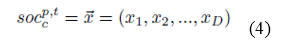 $soc_c^{p,t} = \vec{x} = (x_1, x_2, ..., x_D)$ (4)